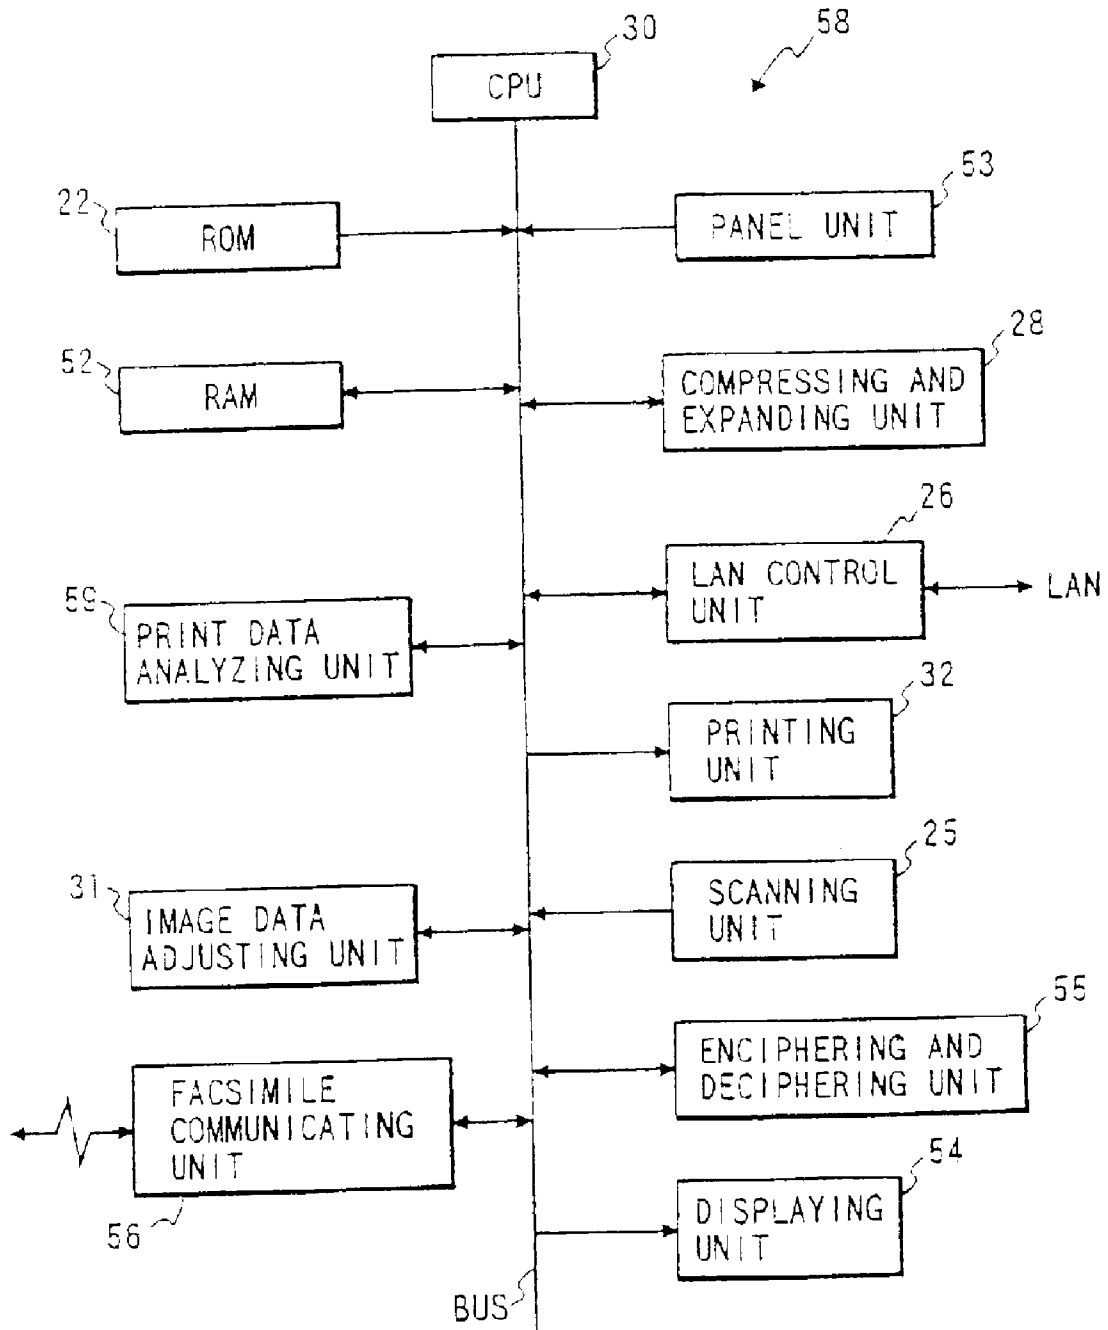 30
58
CPU
53
22
ROM
PANEL UNIT
28
52
RAM
COMPRESSING AND
EXPANDING UNIT
26
LAN CONTROL
UNIT
LAN
59
PRINT DATA
ANALYZING UNIT
32
PRINTING
UNIT
25
31
SCANNING
UNIT
IMAGE DATA
ADJUSTING UNIT
55
ENCIPHERING AND
DECIPHERING UNIT
FACSIMILE
COMMUNICATING
UNIT
56
54
DISPLAYING
UNIT
BUS